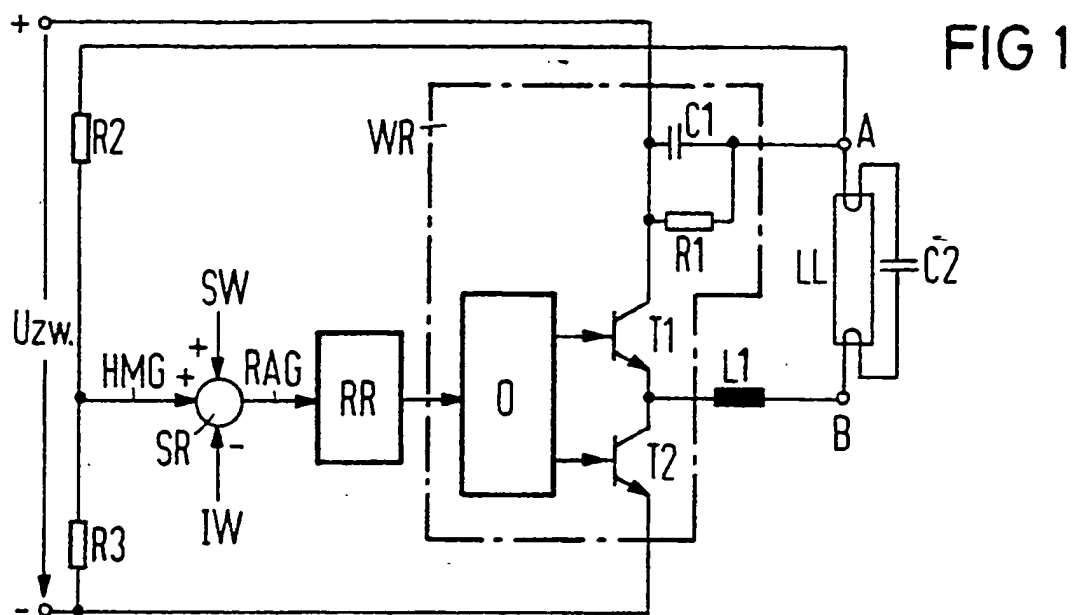 FIG 1
+
R2
WR
C1
A
R1
LL
C2
SW
Uzw.
+
HMG
+
RAG
RR
O
T1
L1
B
SR
-
T2
IW
R3
-